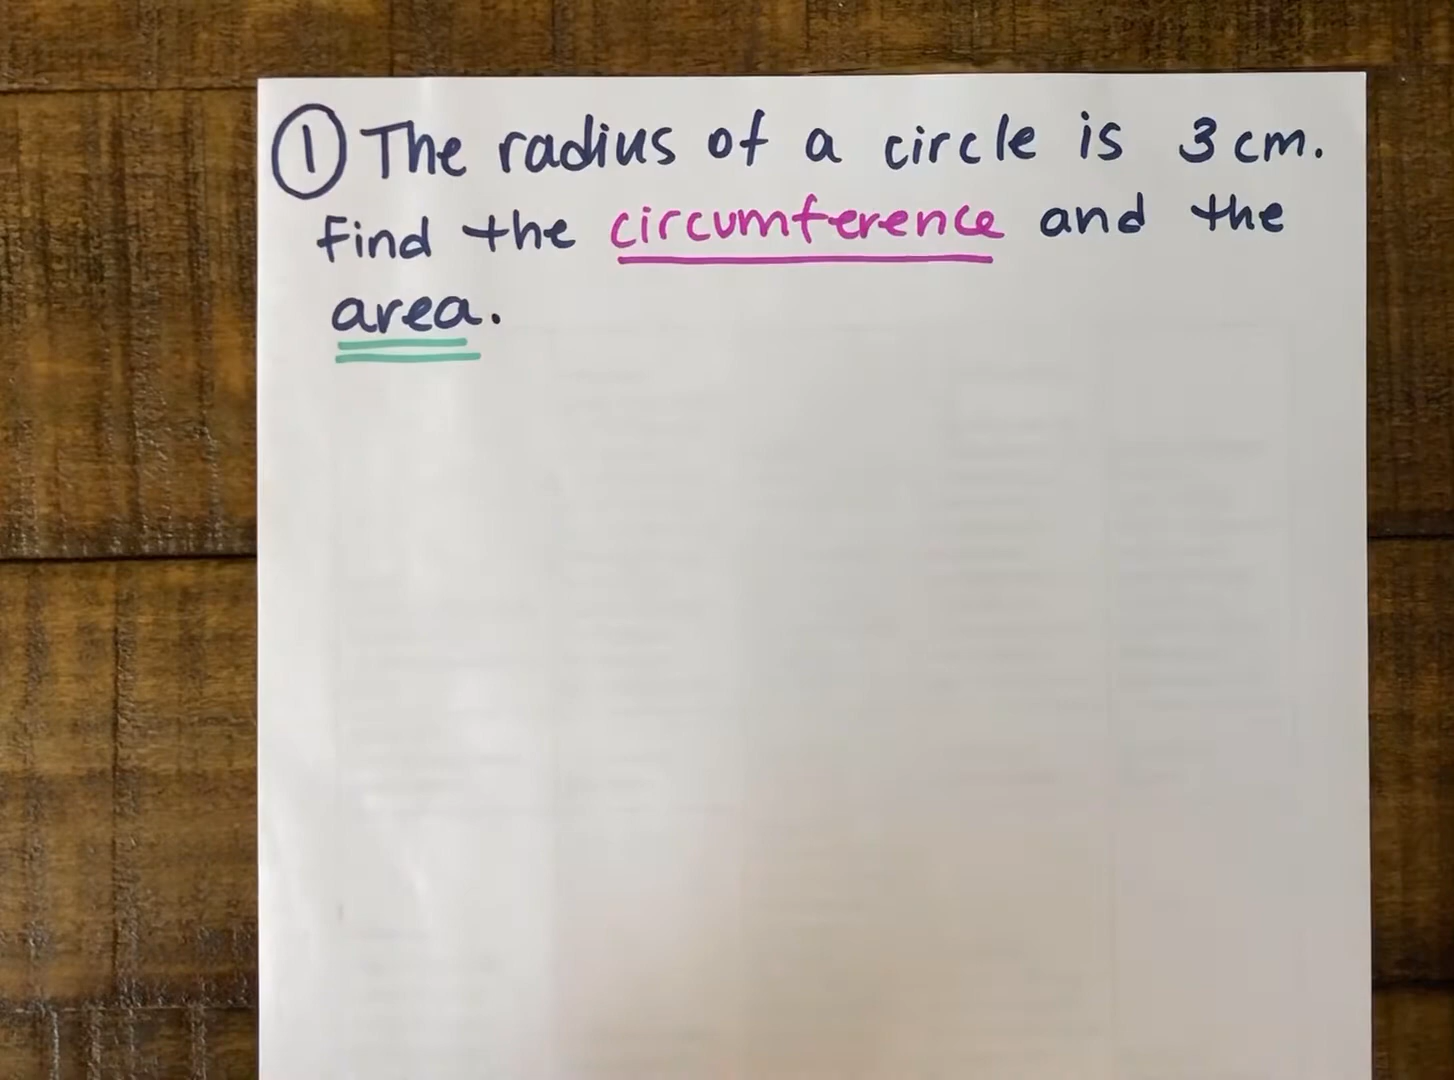 ① The radius of a circle is 3 cm.
Find the circumference and the
area.